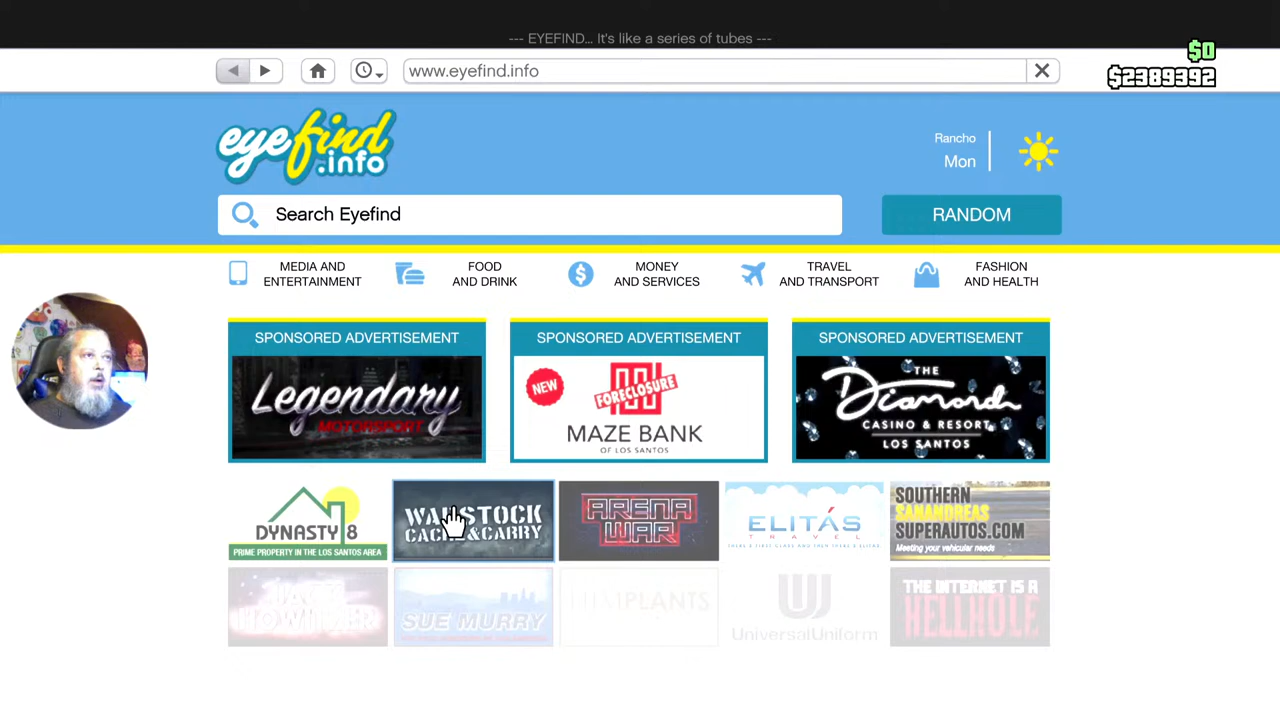 --- EYEFIND... It's like a series of tubes ---
$0
$2389392
www.eyefind.info
eyefind
.info
Rancho
Mon
Search Eyefind
RANDOM
MEDIA AND
ENTERTAINMENT
FOOD
AND DRINK
MONEY
AND SERVICES
TRAVEL
AND TRANSPORT
FASHION
AND HEALTH
SPONSORED ADVERTISEMENT
Legendary
MOTORSPORT
SPONSORED ADVERTISEMENT
NEW
FORECLOSURE
MAZE BANK
OF LOS SANTOS
SPONSORED ADVERTISEMENT
THE
Diamond
CASINO & RESORT
LOS SANTOS
DYNASTY 8
PRIME PROPERTY IN THE LOS SANTOS AREA
WARSTOCK
CACHE & CARRY
ARENA
WAR
ELITÁS
TRAVEL
THERE'S FIRST CLASS AND THEN THERE'S ELITÁS
SOUTHERN
SANANDREAS
SUPERAUTOS.COM
Meeting your vehicular needs
HOWITZER
SUE MURRY
IMPLANTS
UniversalUniform
THE INTERNET IS A
HELLHOLE